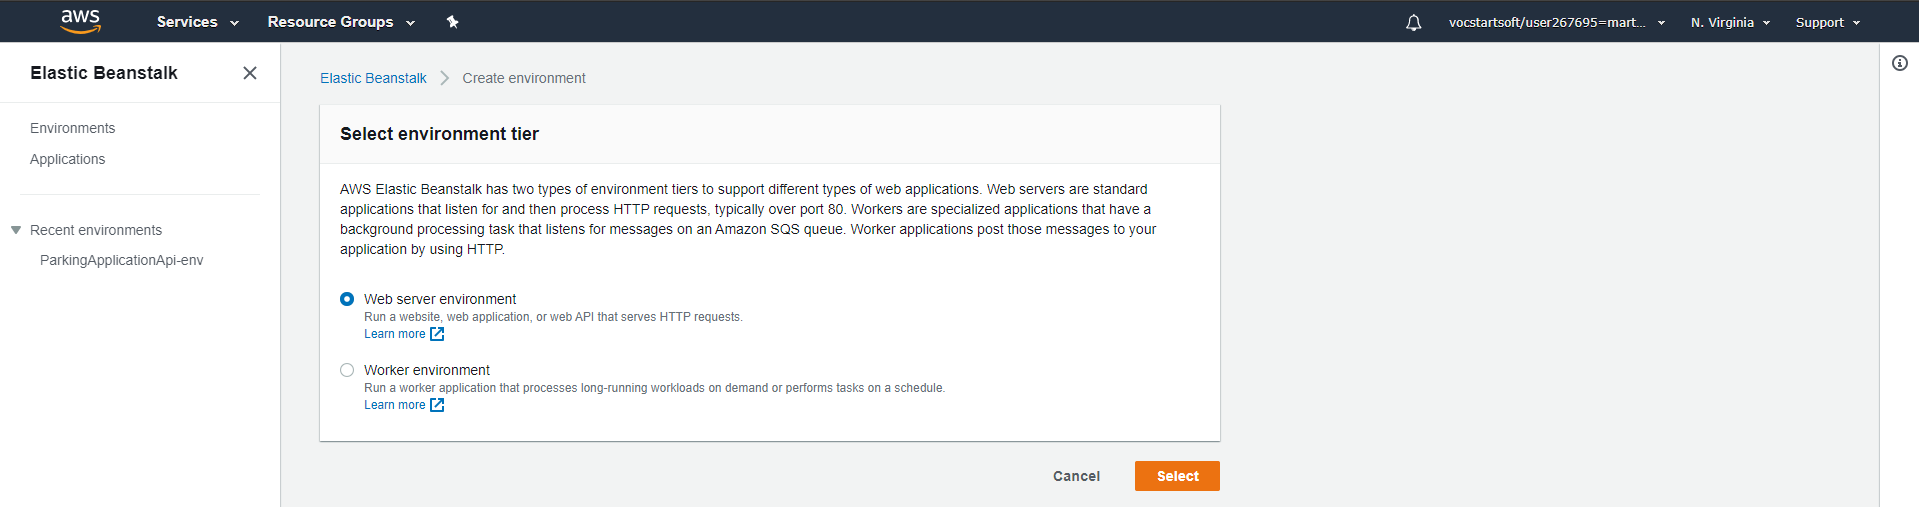 aws Services Resource Groups vocstartsoft/user267695=mart... N. Virginia Support
Elastic Beanstalk
Environments
Applications
Recent environments
ParkingApplicationApi-env
Elastic Beanstalk Create environment
Select environment tier
AWS Elastic Beanstalk has two types of environment tiers to support different types of web applications. Web servers are standard
applications that listen for and then process HTTP requests, typically over port 80. Workers are specialized applications that have a
background processing task that listens for messages on an Amazon SQS queue. Worker applications post those messages to your
application by using HTTP.
Web server environment
Run a website, web application, or web API that serves HTTP requests.
Learn more
Worker environment
Run a worker application that processes long-running workloads on demand or performs tasks on a schedule.
Learn more
Cancel Select